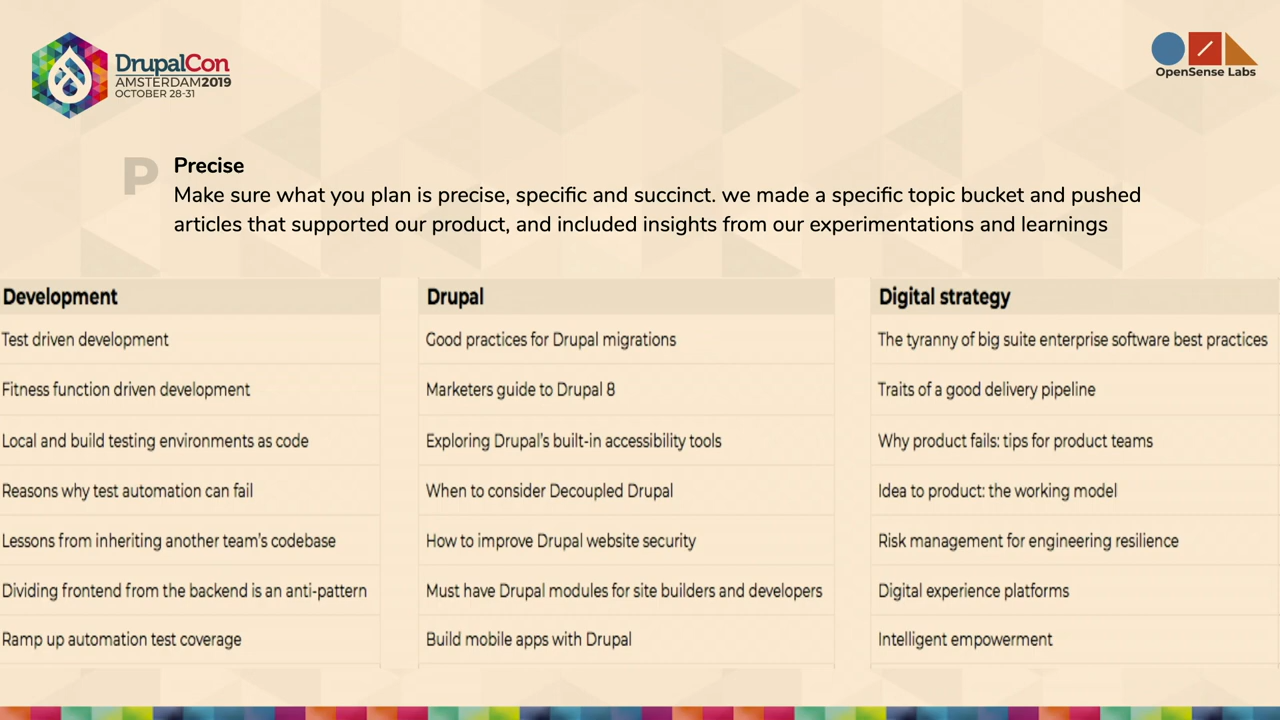 DrupalCon
AMSTERDAM2019
OCTOBER 28-31
OpenSense Labs
P
Precise
Make sure what you plan is precise, specific and succinct. we made a specific topic bucket and pushed
articles that supported our product, and included insights from our experimentations and learnings
Development
Test driven development
Fitness function driven development
Local and build testing environments as code
Reasons why test automation can fail
Lessons from inheriting another team's codebase
Dividing frontend from the backend is an anti-pattern
Ramp up automation test coverage
Drupal
Good practices for Drupal migrations
Marketers guide to Drupal 8
Exploring Drupal's built-in accessibility tools
When to consider Decoupled Drupal
How to improve Drupal website security
Must have Drupal modules for site builders and developers
Build mobile apps with Drupal
Digital strategy
The tyranny of big suite enterprise software best practices
Traits of a good delivery pipeline
Why product fails: tips for product teams
Idea to product: the working model
Risk management for engineering resilience
Digital experience platforms
Intelligent empowerment